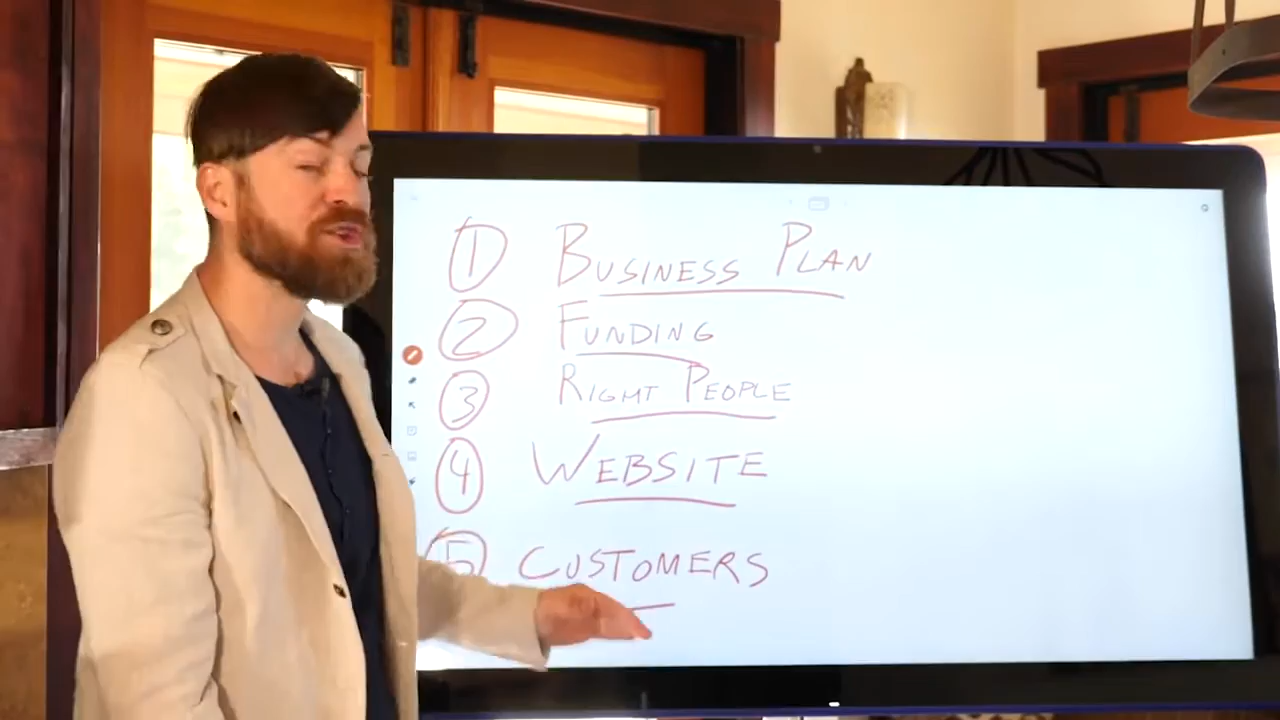 ① BUSINESS PLAN
② FUNDING
③ RIGHT PEOPLE
④ WEBSITE
⑤ CUSTOMERS